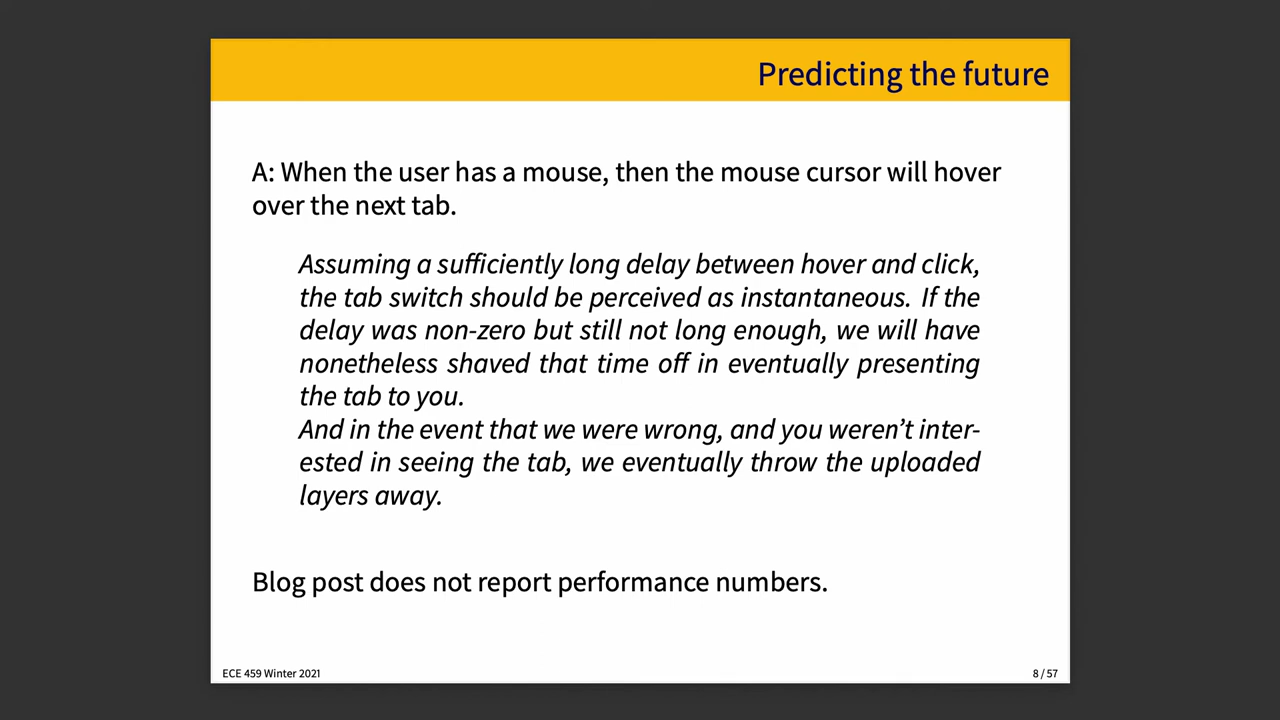 Predicting the future
A: When the user has a mouse, then the mouse cursor will hover
over the next tab.
Assuming a sufficiently long delay between hover and click,
the tab switch should be perceived as instantaneous. If the
delay was non-zero but still not long enough, we will have
nonetheless shaved that time off in eventually presenting
the tab to you.
And in the event that we were wrong, and you weren’t inter-
ested in seeing the tab, we eventually throw the uploaded
layers away.
Blog post does not report performance numbers.
ECE 459 Winter 2021
8 / 57